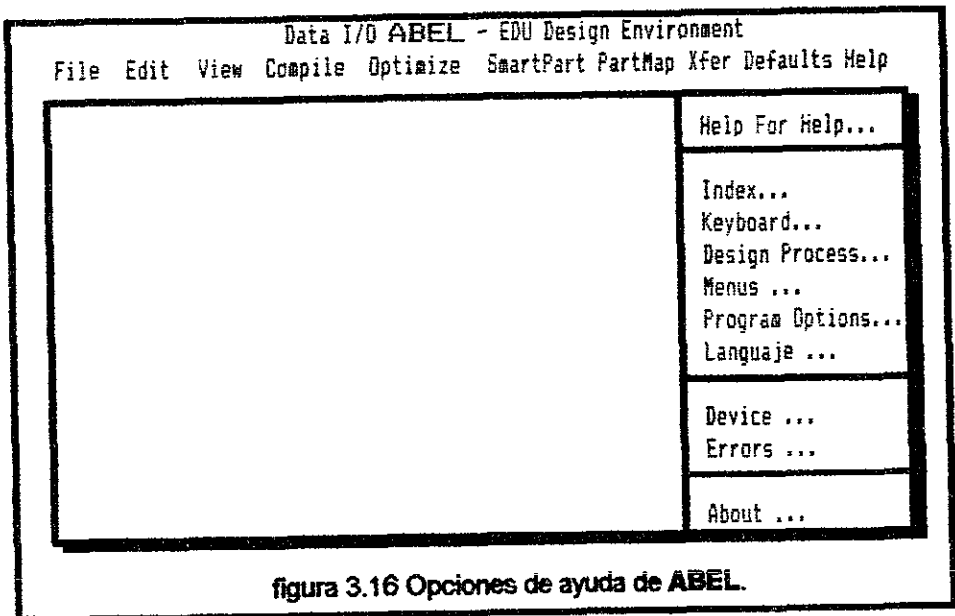 Data I/O ABEL - EDU Design Environment
File Edit View Compile Optimize SmartPart PartMap Xfer Defaults Help
Help For Help...
Index...
Keyboard...
Design Process...
Menus ...
Program Options...
Languaje ...
Device ...
Errors ...
About ...
figura 3.16 Opciones de ayuda de ABEL.